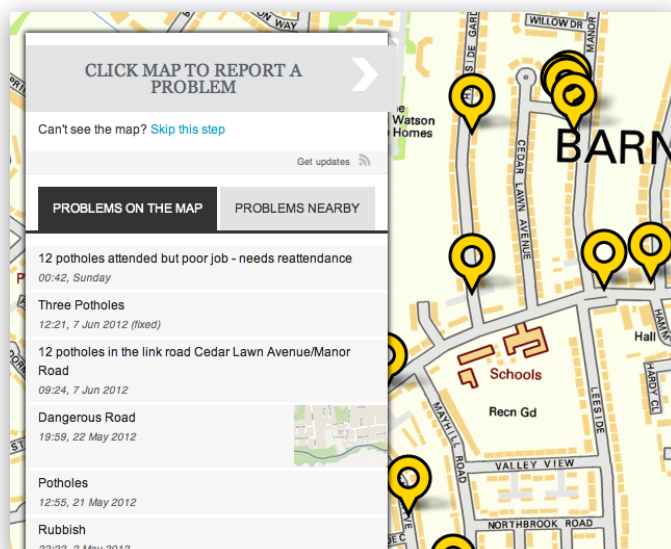 CLICK MAP TO REPORT A
PROBLEM
Can't see the map? Skip this step
Get updates
PROBLEMS ON THE MAP
PROBLEMS NEARBY
12 potholes attended but poor job - needs reattendance
00:42, Sunday
Three Potholes
12:21, 7 Jun 2012 (fixed)
12 potholes in the link road Cedar Lawn Avenue/Manor
Road
09:24, 7 Jun 2012
Dangerous Road
19:59, 22 May 2012
Potholes
12:55, 21 May 2012
Rubbish
WAY
WILLOW DR
MANOR
Watson
Homes
BARN
CEDAR LAWN AVENUE
Schools
Hall
Recn Gd
HARDY CL
LEESIDE
MAYHILL ROAD
VALLEY VIEW
NORTHBROOK ROAD